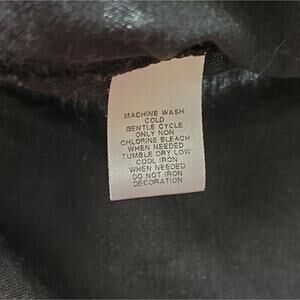 MACHINE WASH
COLD
GENTLE CYCLE
ONLY NON
CHLORINE BLEACH
WHEN NEEDED
TUMBLE DRY LOW
COOL IRON
WHEN NEEDED
DO NOT IRON
DECORATION